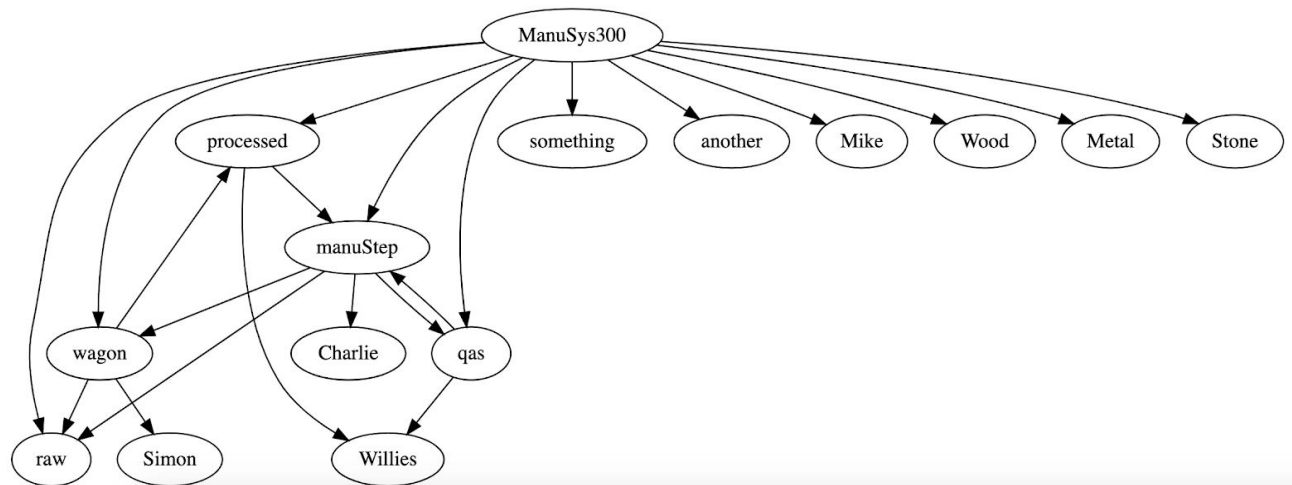 ManuSys300
processed
something
another
Mike
Wood
Metal
Stone
manuStep
wagon
Charlie
qas
raw
Simon
Willies